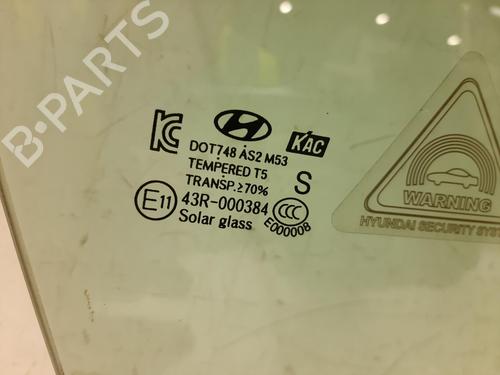 B-Parts
KC
KAC
DOT748 AS2 M53
TEMPERED T5
TRANSP.≥70%
S
E11
43R-000384
CCC
E000008
Solar glass
WARNING
HYUNDAI SECURITY SYST